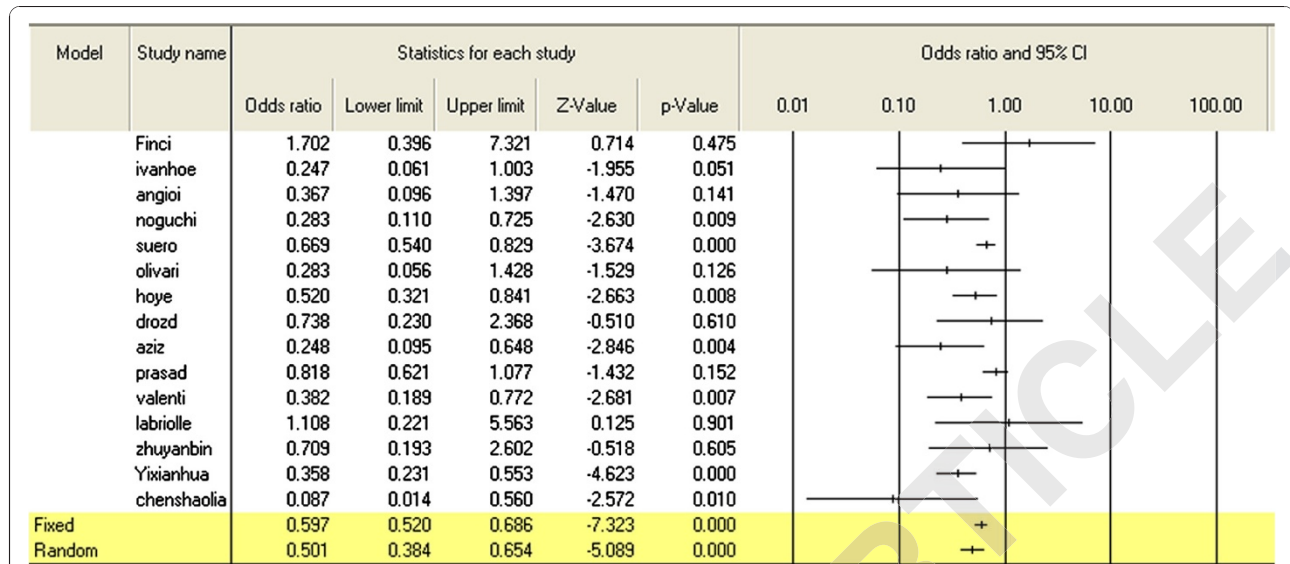 Model Study name Statistics for each study Odds ratio and 95% CI
Odds ratio Lower limit Upper limit Z-Value p-Value 0.01 0.10 1.00 10.00 100.00
Finci 1.702 0.396 7.321 0.714 0.475
ivanhoe 0.247 0.061 1.003 -1.955 0.051
angioi 0.367 0.096 1.397 -1.470 0.141
noguchi 0.283 0.110 0.725 -2.630 0.009
suero 0.669 0.540 0.829 -3.674 0.000
olivari 0.283 0.056 1.428 -1.529 0.126
hoye 0.520 0.321 0.841 -2.663 0.008
drozd 0.738 0.230 2.368 -0.510 0.610
aziz 0.248 0.095 0.648 -2.846 0.004
prasad 0.818 0.621 1.077 -1.432 0.152
valenti 0.382 0.189 0.772 -2.681 0.007
labriolle 1.108 0.221 5.563 0.125 0.901
zhuyanbin 0.709 0.193 2.602 -0.518 0.605
Yixianhua 0.358 0.231 0.553 -4.623 0.000
chenshaolia 0.087 0.014 0.560 -2.572 0.010
Fixed 0.597 0.520 0.686 -7.323 0.000
Random 0.501 0.384 0.654 -5.089 0.000
RTICLE